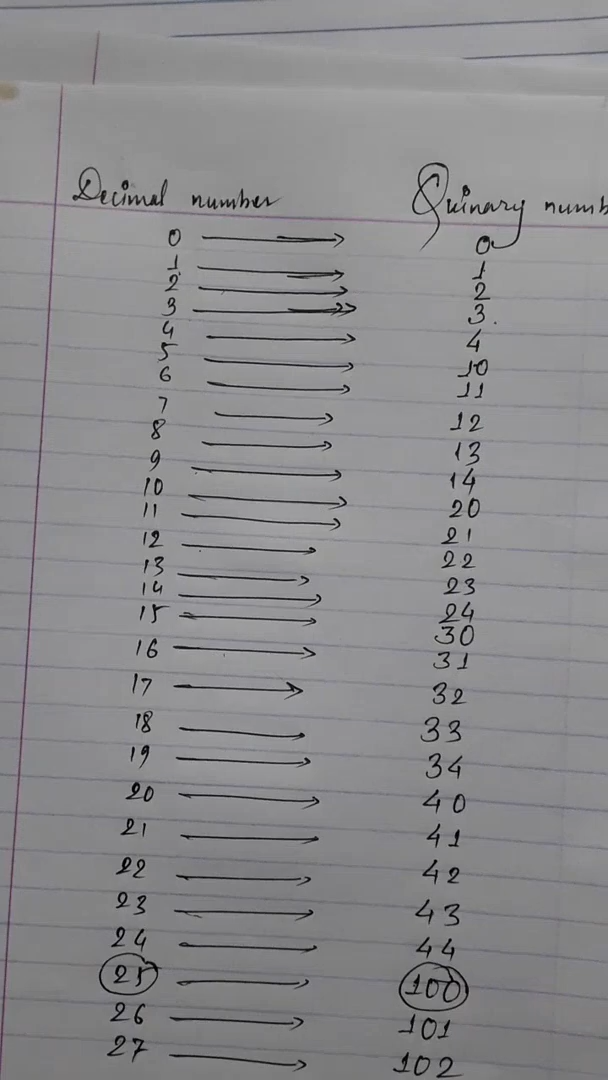 Decimal number Quinary numb
0 → 0
1 → 1
2 → 2
3 → 3.
4 → 4
5 → 10
6 → 11
7 → 12
8 → 13
9 → 14
10 → 20
11 → 21
12 → 22
13 → 23
14 → 24
15 → 30
16 → 31
17 → 32
18 → 33
19 → 34
20 → 40
21 → 41
22 → 42
23 → 43
24 → 44
25 → 100
26 → 101
27 → 102